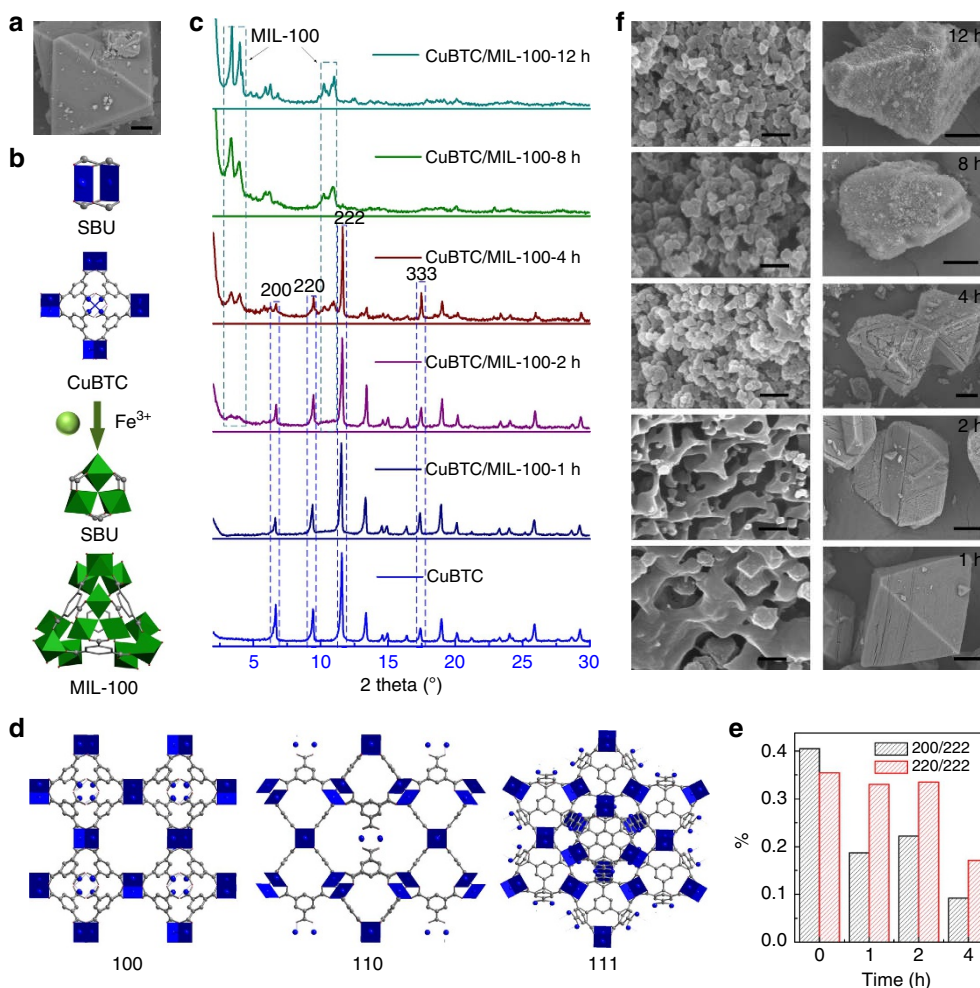 a
b
SBU
CuBTC
Fe³⁺
SBU
MIL-100
c
MIL-100
CuBTC/MIL-100-12 h
CuBTC/MIL-100-8 h
222
CuBTC/MIL-100-4 h
200
220
333
CuBTC/MIL-100-2 h
CuBTC/MIL-100-1 h
CuBTC
5 10 15 20 25 30
2 theta (°)
f
12 h
8 h
4 h
2 h
1 h
d
100 110 111
e
200/222
220/222
0.4
0.3
0.2
0.1
0.0
%
0 1 2 4
Time (h)